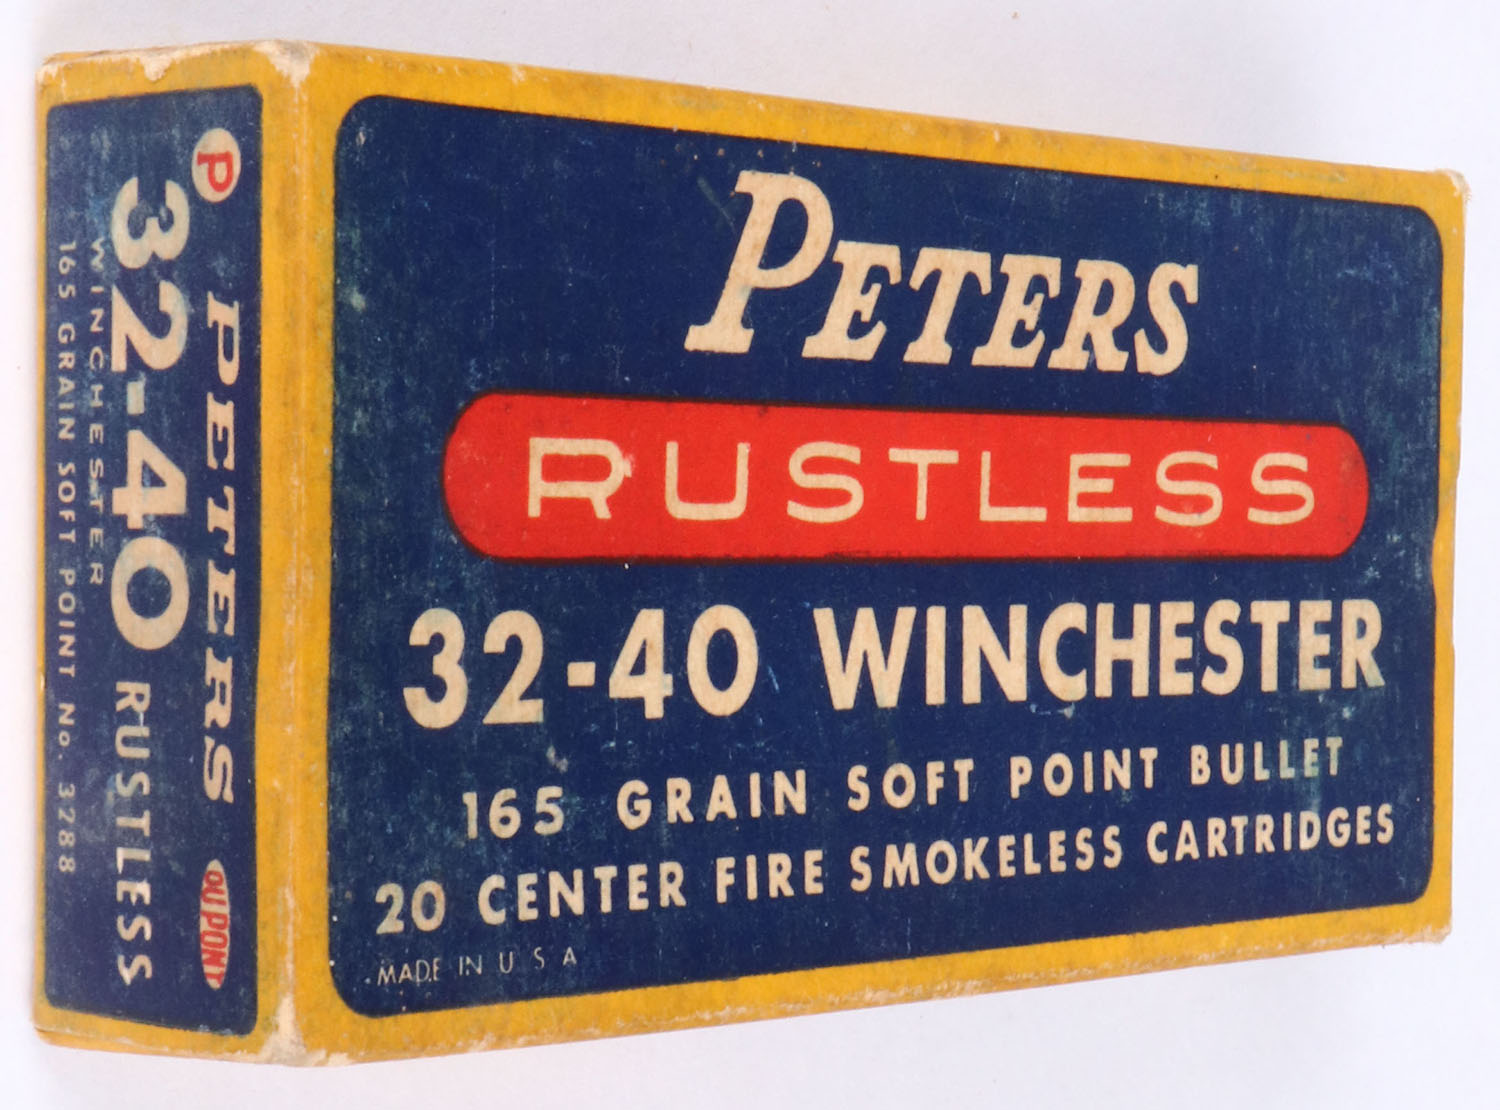 PETERS
RUSTLESS
32-40 WINCHESTER
165 GRAIN SOFT POINT BULLET
20 CENTER FIRE SMOKELESS CARTRIDGES
MADE IN U S A
P PETERS DU PONT
32-40 RUSTLESS
WINCHESTER
165 GRAIN SOFT POINT No. 3288